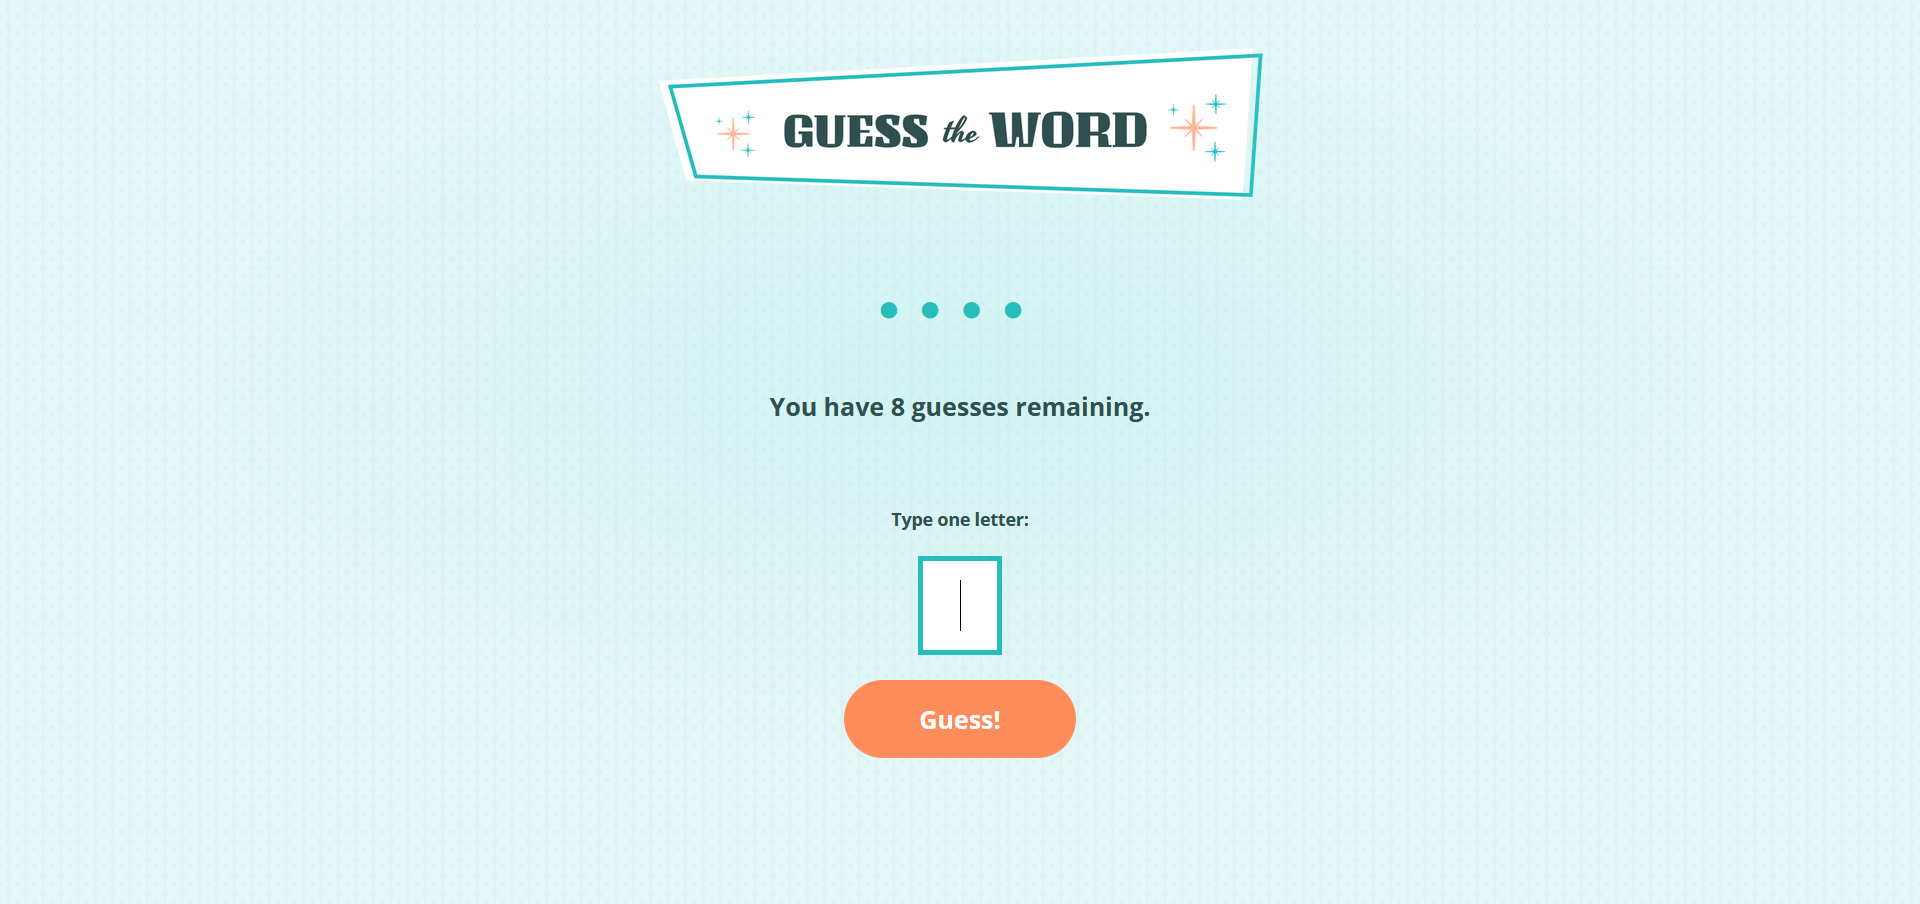 GUESS the WORD
● ● ● ●
You have 8 guesses remaining.
Type one letter:
Guess!